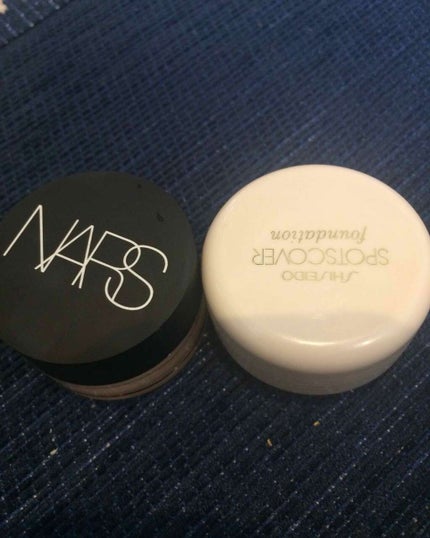 NARS
SHISEIDO
SPOTSCOVER
foundation